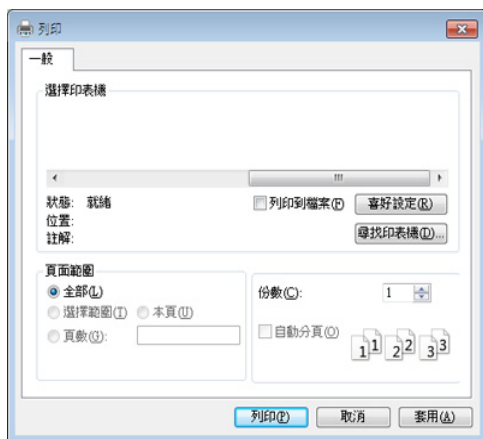 列印
一般
選擇印表機
狀態: 就緒
列印到檔案(F)
喜好設定(R)
位置:
註解:
尋找印表機(D)...
頁面範圍
全部(L)
選擇範圍(T) 本頁(U)
頁數(G):
份數(C): 1
自動分頁(O)
1 1 2 2 3 3
列印(P) 取消 套用(A)